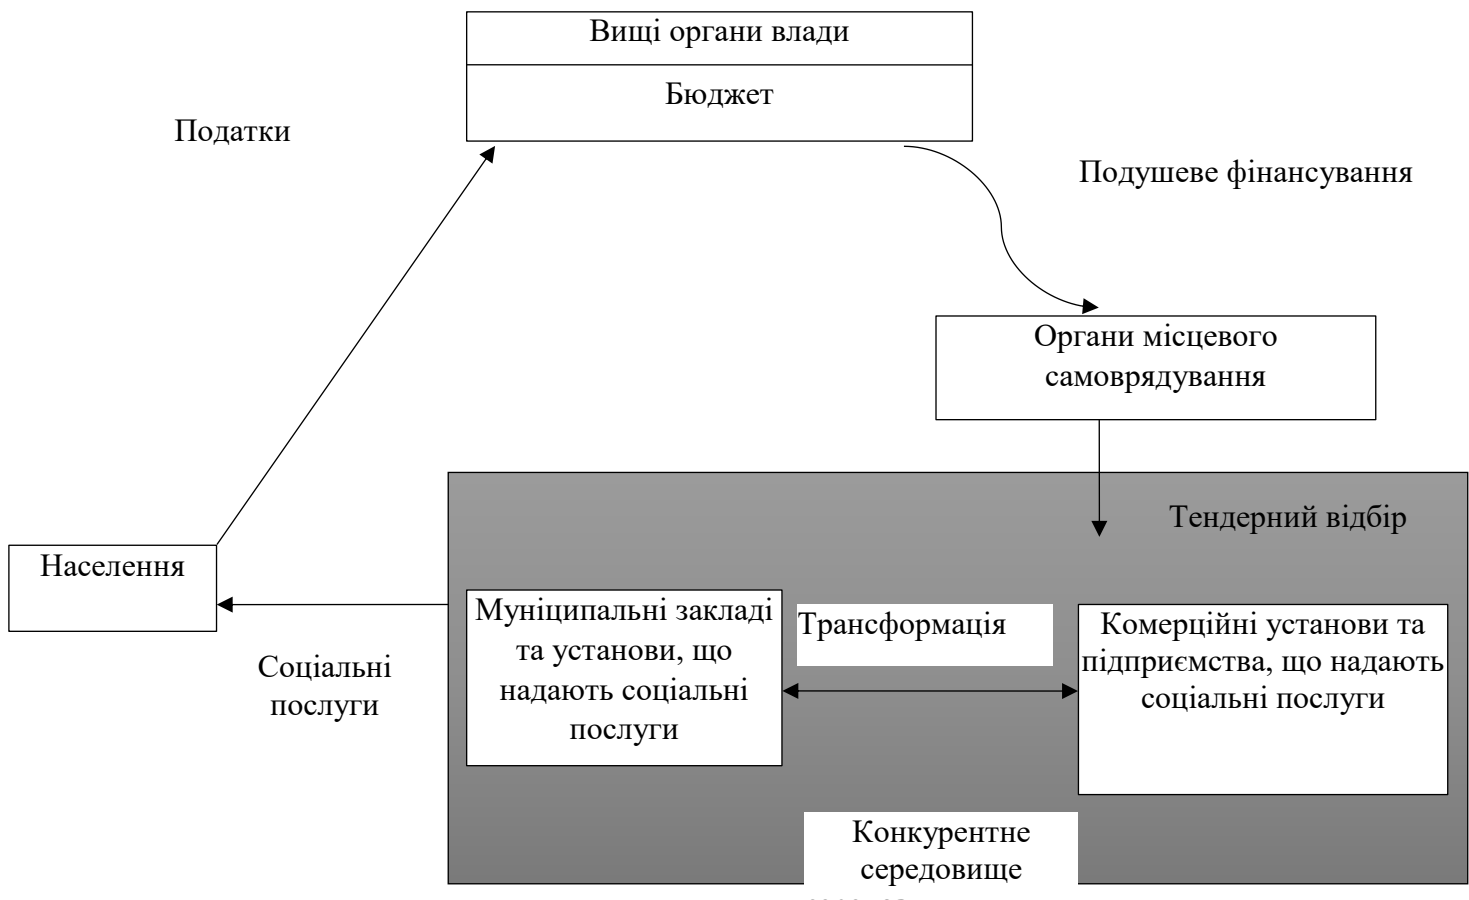 Вищі органи влади
Бюджет
Податки
Подушеве фінансування
Органи місцевого
самоврядування
Тендерний відбір
Населення
Муніципальні закладі
та установи, що
надають соціальні
послуги
Трансформація
Комерційні установи та
підприємства, що надають
соціальні послуги
Соціальні
послуги
Конкурентне
середовище